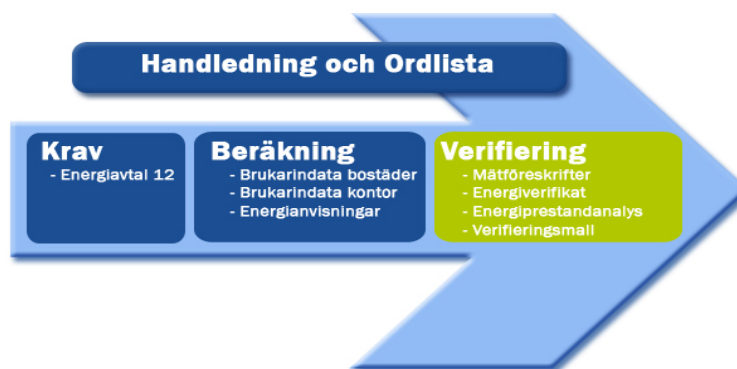 Handledning och Ordlista
Krav
- Energiavtal 12
Beräkning
- Brukarindata bostäder
- Brukarindata kontor
- Energianvisningar
Verifiering
- Mätföreskrifter
- Energiverifikat
- Energiprestandanalys
- Verifieringsmall